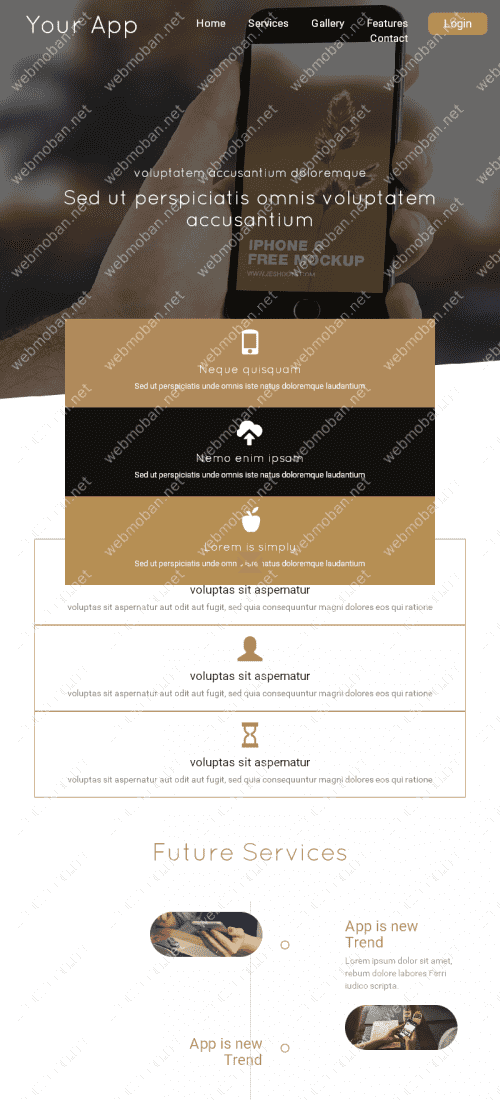 Your App
Home Services Gallery Features
Contact
Login
voluptatem accusantium doloremque
Sed ut perspiciatis omnis voluptatem
accusantium
IPHONE 6
FREE MOCKUP
Neque quisquam
Sed ut perspiciatis unde omnis iste natus doloremque laudantium
Nemo enim ipsam
Sed ut perspiciatis unde omnis iste natus doloremque laudantium
Lorem is simply
Sed ut perspiciatis unde omnis iste natus doloremque laudantium
voluptas sit aspernatur
voluptas sit aspernatur aut odit aut fugit, sed quia consequuntur magni dolores eos qui ratione
voluptas sit aspernatur
voluptas sit aspernatur aut odit aut fugit, sed quia consequuntur magni dolores eos qui ratione
voluptas sit aspernatur
voluptas sit aspernatur aut odit aut fugit, sed quia consequuntur magni dolores eos qui ratione
Future Services
App is new
Trend
Lorem ipsum dolor sit amet,
rebum dolore labores Ferri
iudico scripta.
App is new
Trend
webmoban.net